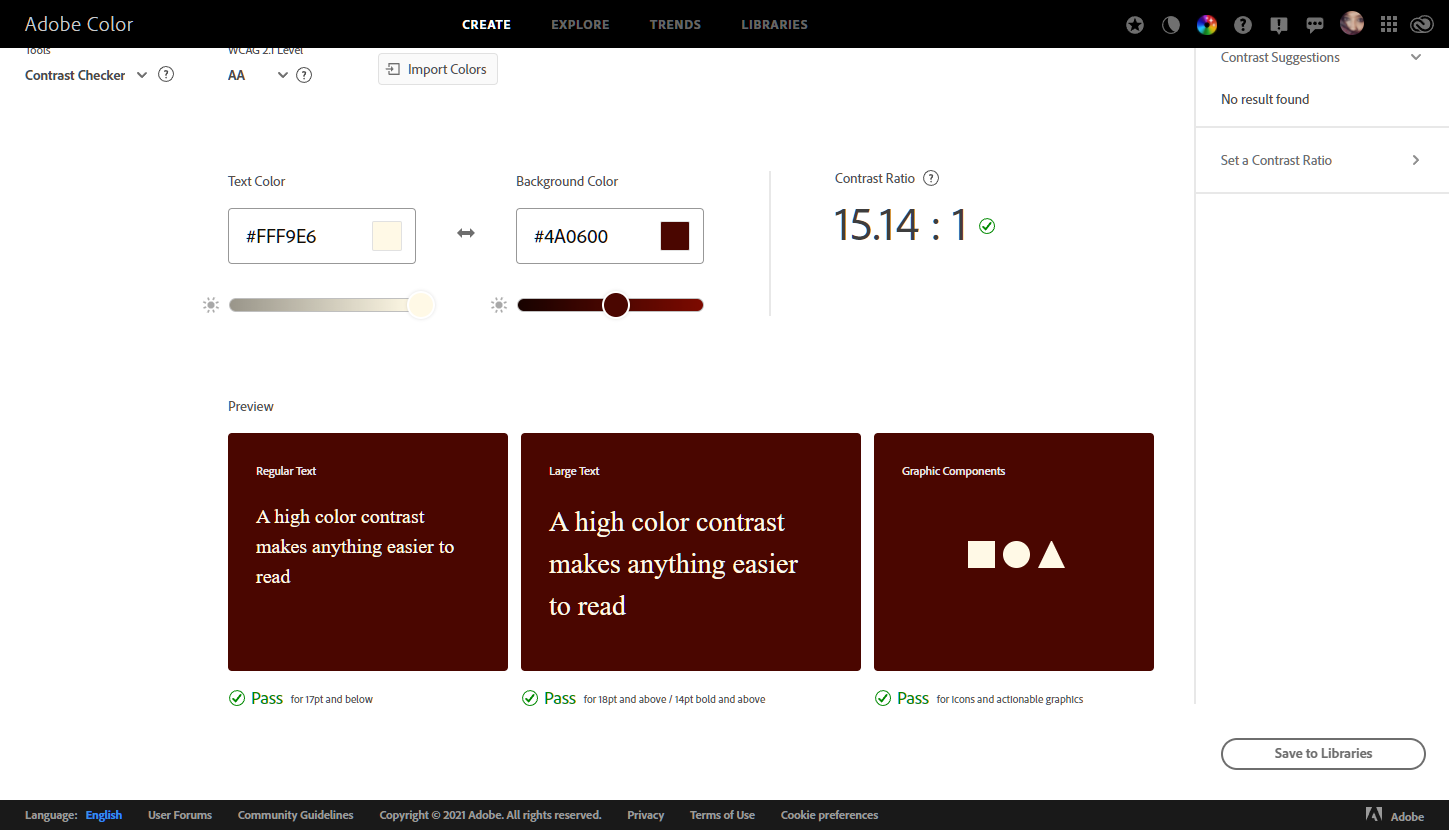 Adobe Color
CREATE
EXPLORE
TRENDS
LIBRARIES
Tools
Contrast Checker
WCAG 2.1 Level
AA
Import Colors
Contrast Suggestions
No result found
Set a Contrast Ratio
Text Color
#FFF9E6
Background Color
#4A0600
Contrast Ratio
15.14 : 1
Preview
Regular Text
A high color contrast
makes anything easier to
read
Large Text
A high color contrast
makes anything easier
to read
Graphic Components
Pass for 17pt and below
Pass for 18pt and above / 14pt bold and above
Pass for icons and actionable graphics
Save to Libraries
Language: English
User Forums
Community Guidelines
Copyright © 2021 Adobe. All rights reserved.
Privacy
Terms of Use
Cookie preferences
Adobe